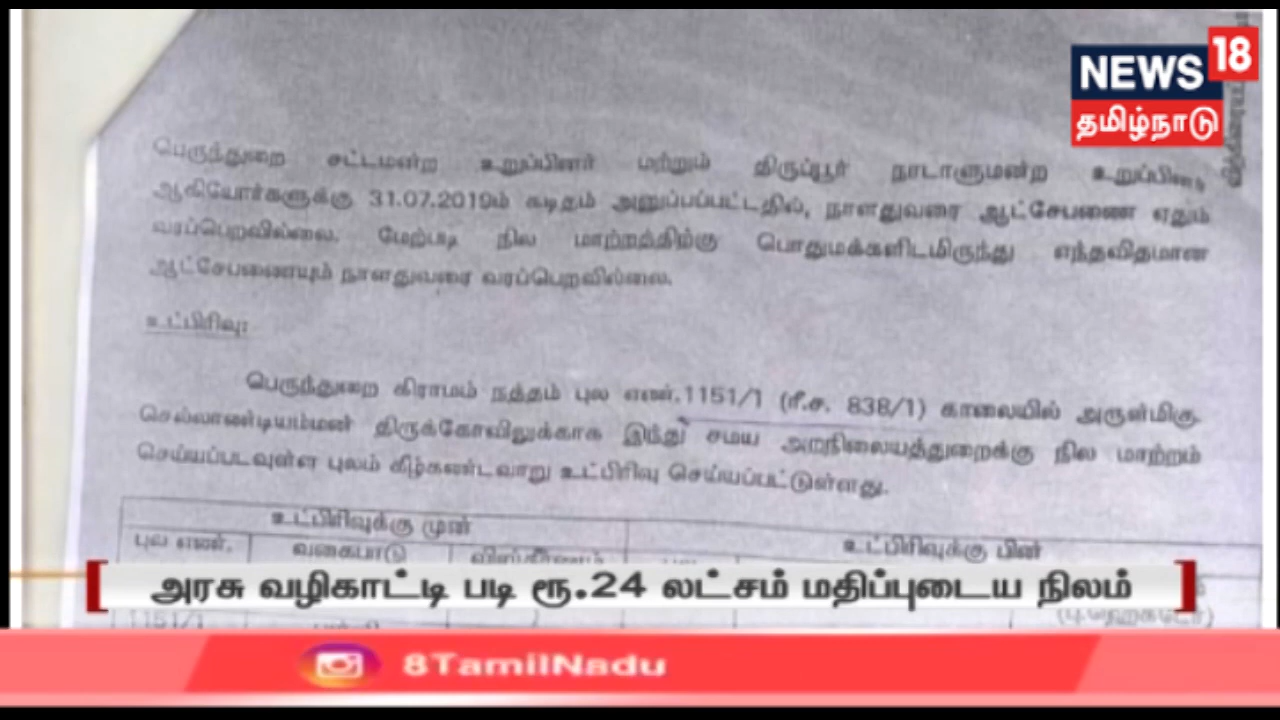 NEWS 18
தமிழ்நாடு
பெருந்துறை சட்டமன்ற உறுப்பினர் மற்றும் திருப்பூர் நாடாளுமன்ற உறுப்பினர்
ஆகியோர்களுக்கு 31.07.2019ம் கடிதம் அனுப்பப்பட்டதில், நாளதுவரை ஆட்சேபணை ஏதும்
வரப்பெறவில்லை. மேற்படி நில மாற்றத்திற்கு பொதுமக்களிடமிருந்து எந்தவிதமான
ஆட்சேபணையும் நாளதுவரை வரப்பெறவில்லை.
உட்பிரிவு:
பெருந்துறை கிராமம் நத்தம் புல எண்.1151/1 (ரீ.ச. 838/1) காலையில் அருள்மிகு
செல்லாண்டியம்மன் திருக்கோவிலுக்காக இந்து சமய அறநிலையத்துறைக்கு நில மாற்றம்
செய்யப்படவுள்ள புலம் கீழ்கண்டவாறு உட்பிரிவு செய்யப்பட்டுள்ளது.
உட்பிரிவுக்கு முன்
உட்பிரிவுக்கு பின்
புல எண். வகைபாடு விஸ்தீரணம்
அரசு வழிகாட்டி படி ரூ.24 லட்சம் மதிப்புடைய நிலம்
1151/1
8TamilNadu